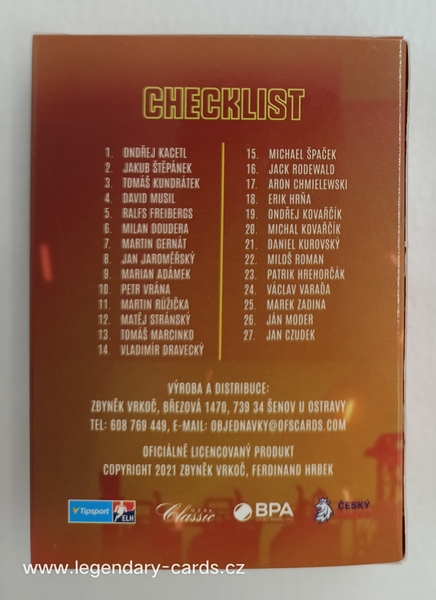 CHECKLIST
1. ONDŘEJ KACETL
2. JAKUB ŠTĚPÁNEK
3. TOMÁŠ KUNDRÁTEK
4. DAVID MUSIL
5. RALFS FREIBERGS
6. MILAN DOUDERA
7. MARTIN GERNÁT
8. JAN JAROMĚŘSKÝ
9. MARIAN ADÁMEK
10. PETR VRÁNA
11. MARTIN RŮŽIČKA
12. MATĚJ STRÁNSKÝ
13. TOMÁŠ MARCINKO
14. VLADIMÍR DRAVECKÝ
15. MICHAEL ŠPAČEK
16. JACK RODEWALD
17. ARON CHMIELEWSKI
18. ERIK HRŇA
19. ONDŘEJ KOVAŘČÍK
20. MICHAL KOVAŘČÍK
21. DANIEL KUROVSKÝ
22. MILOŠ ROMAN
23. PATRIK HREHORČÁK
24. VÁCLAV VARAĎA
25. MAREK ZADINA
26. JÁN MODER
27. JAN CZUDEK
VÝROBA A DISTRIBUCE:
ZBYNĚK VRKOČ, BŘEZOVÁ 1470, 739 34 ŠENOV U OSTRAVY
TEL: 608 769 449, E-MAIL: OBJEDNAVKY@OFSCARDS.COM
OFICIÁLNĚ LICENCOVANÝ PRODUKT
COPYRIGHT 2021 ZBYNĚK VRKOČ, FERDINAND HRBEK
Tipsport ELH Classic BPA ČESKÝ
www.legendary-cards.cz